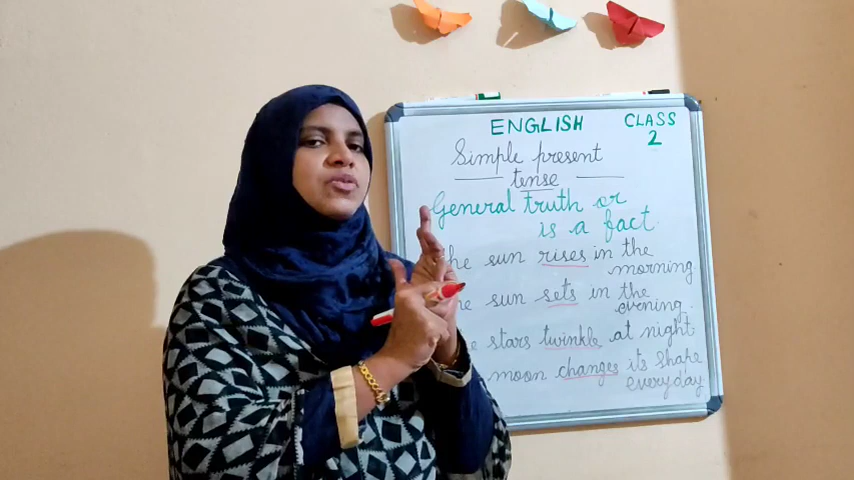 ENGLISH
CLASS
2
Simple present
tense
General truth or
is a fact.
he sun rises in the
morning.
e sun sets in the
evening.
e stars twinkle at night
moon changes its shape
everyday